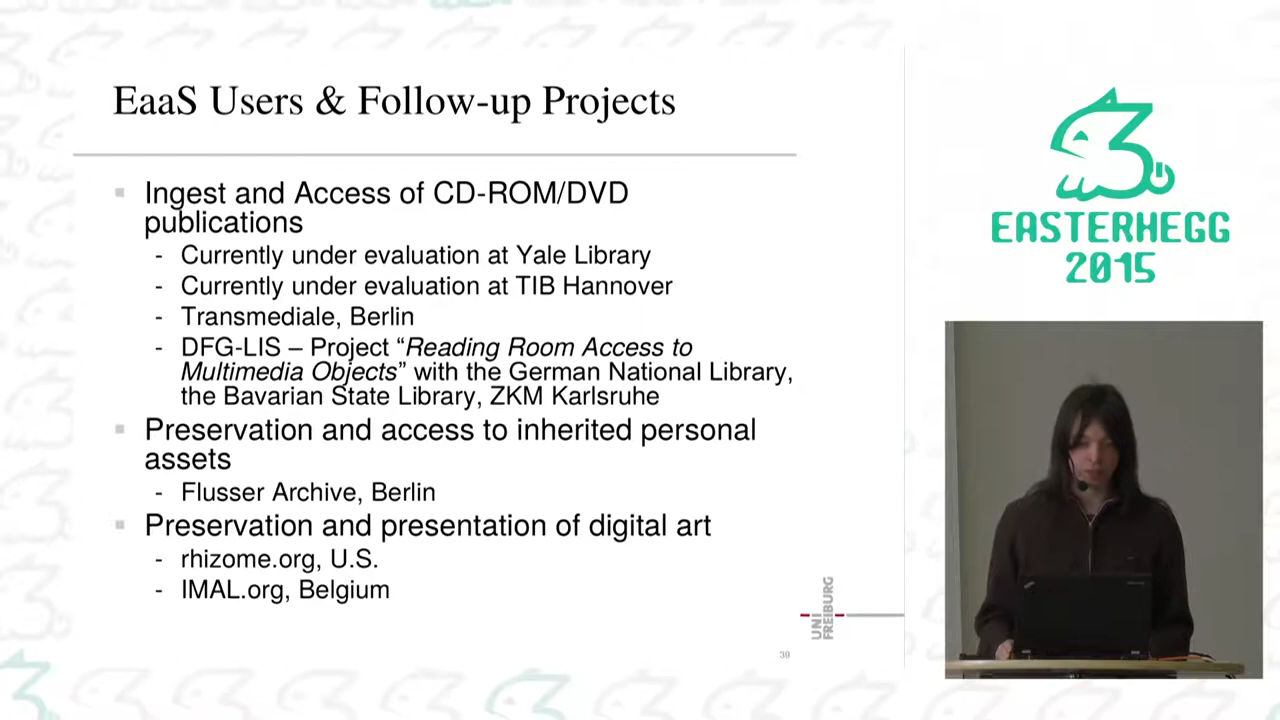 EaaS Users & Follow-up Projects
Ingest and Access of CD-ROM/DVD
publications
- Currently under evaluation at Yale Library
- Currently under evaluation at TIB Hannover
- Transmediale, Berlin
- DFG-LIS – Project “Reading Room Access to
Multimedia Objects” with the German National Library,
the Bavarian State Library, ZKM Karlsruhe
Preservation and access to inherited personal
assets
- Flusser Archive, Berlin
Preservation and presentation of digital art
- rhizome.org, U.S.
- IMAL.org, Belgium
UNI
FREIBURG
39
EASTERHEGG
2015